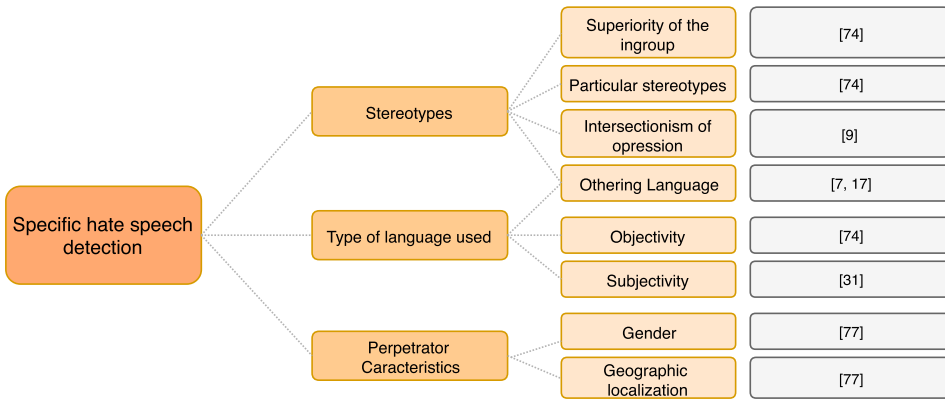 Specific hate speech
detection
Stereotypes
Type of language used
Perpetrator
Caracteristics
Superiority of the
ingroup
[74]
Particular stereotypes
[74]
Intersectionism of
opression
[9]
Othering Language
[7, 17]
Objectivity
[74]
Subjectivity
[31]
Gender
[77]
Geographic
localization
[77]